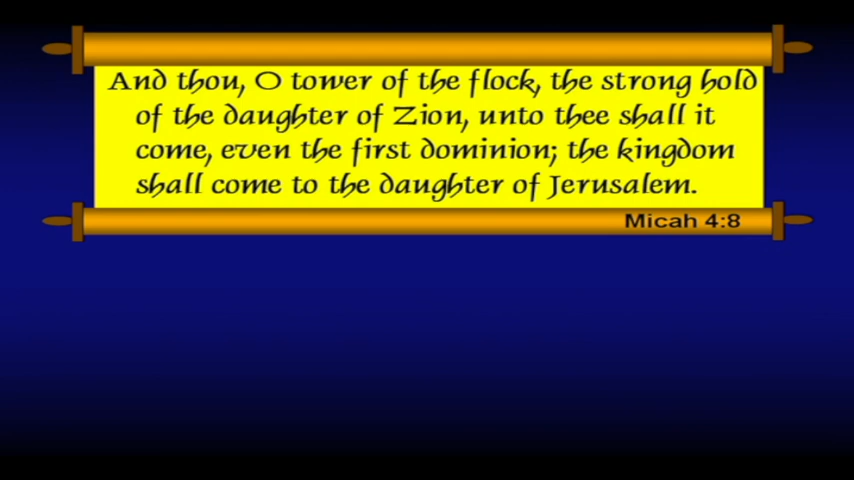 And thou, O tower of the flock, the strong hold
of the daughter of Zion, unto thee shall it
come, even the first dominion; the kingdom
shall come to the daughter of Jerusalem.
Micah 4:8